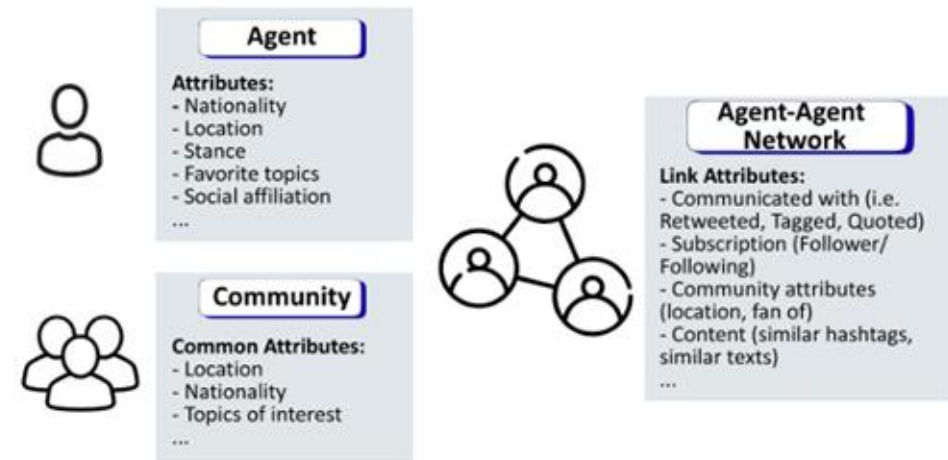 Agent
Attributes:
- Nationality
- Location
- Stance
- Favorite topics
- Social affiliation
...
Community
Common Attributes:
- Location
- Nationality
- Topics of interest
...
Agent-Agent
Network
Link Attributes:
- Communicated with (i.e.
Retweeted, Tagged, Quoted)
- Subscription (Follower/
Following)
- Community attributes
(location, fan of)
- Content (similar hashtags,
similar texts)
...